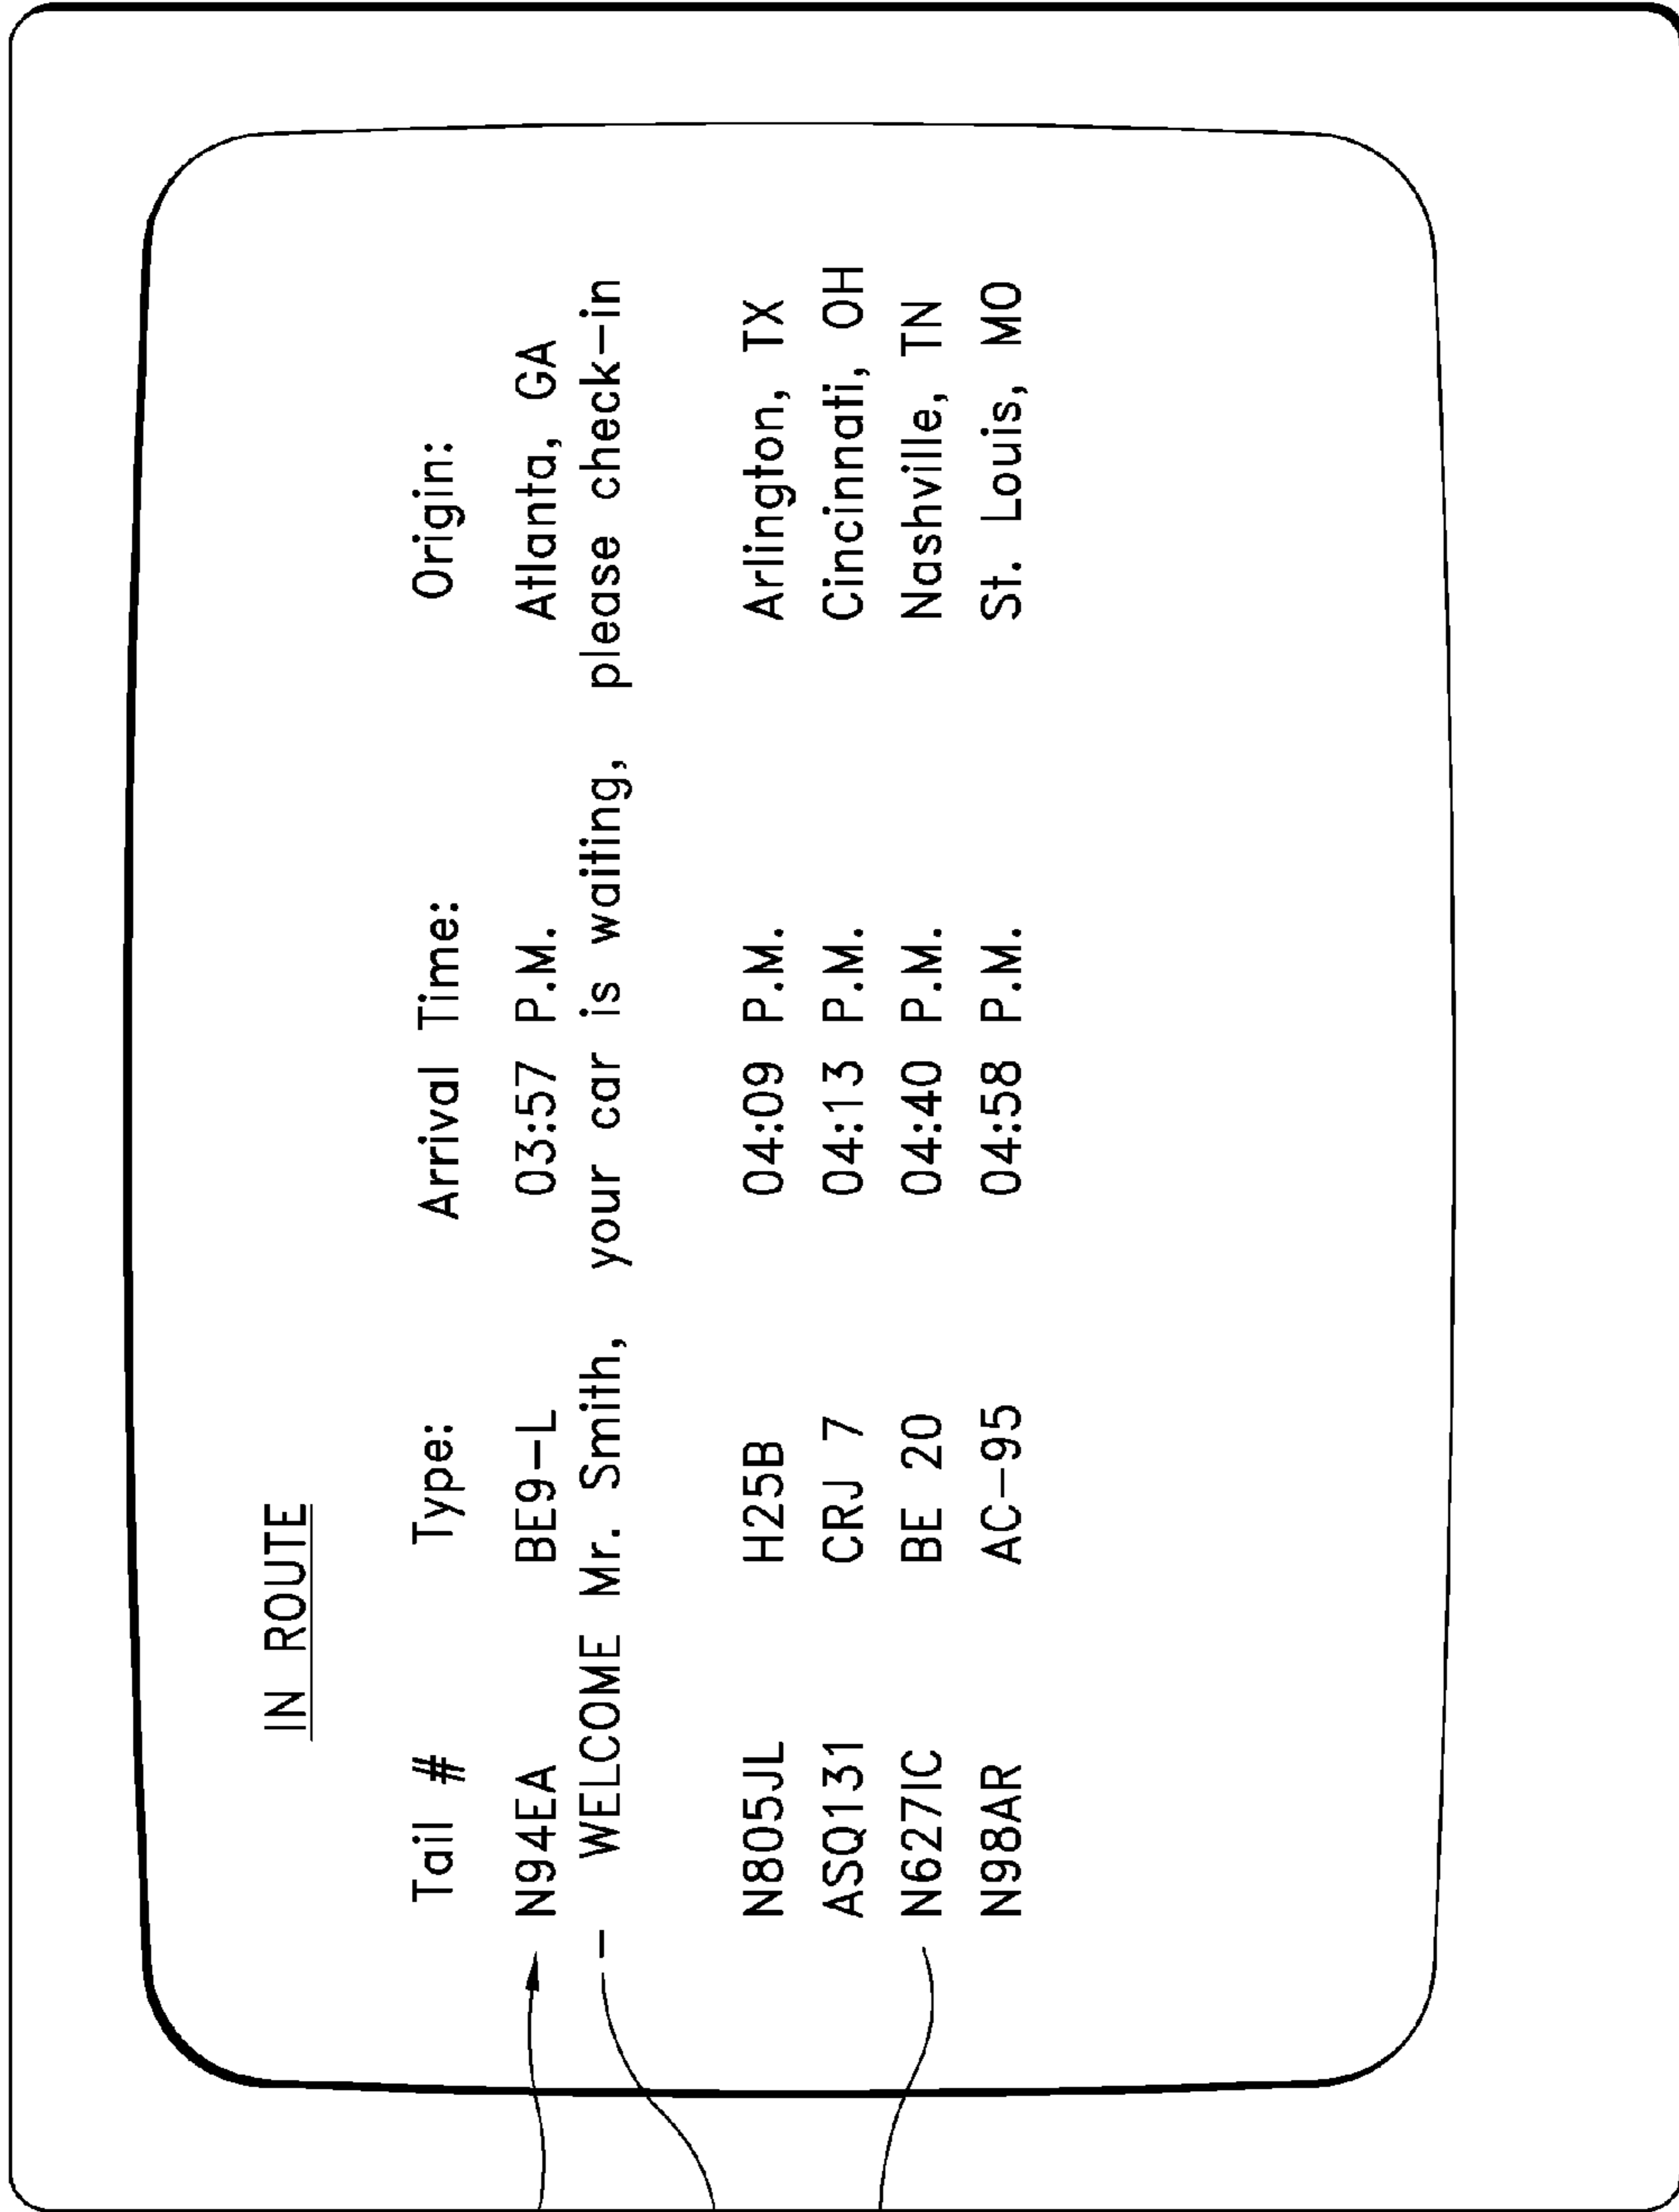 IN ROUTE
Tail # Type: Arrival Time: Origin:
N94EA BE9-L 03:57 P.M. Atlanta, GA
- WELCOME Mr. Smith, your car is waiting, please check-in
N805JL H25B 04:09 P.M. Arlington, TX
ASQ131 CRJ 7 04:13 P.M. Cincinnati, OH
N627IC BE 20 04:40 P.M. Nashville, TN
N98AR AC-95 04:58 P.M. St. Louis, MO